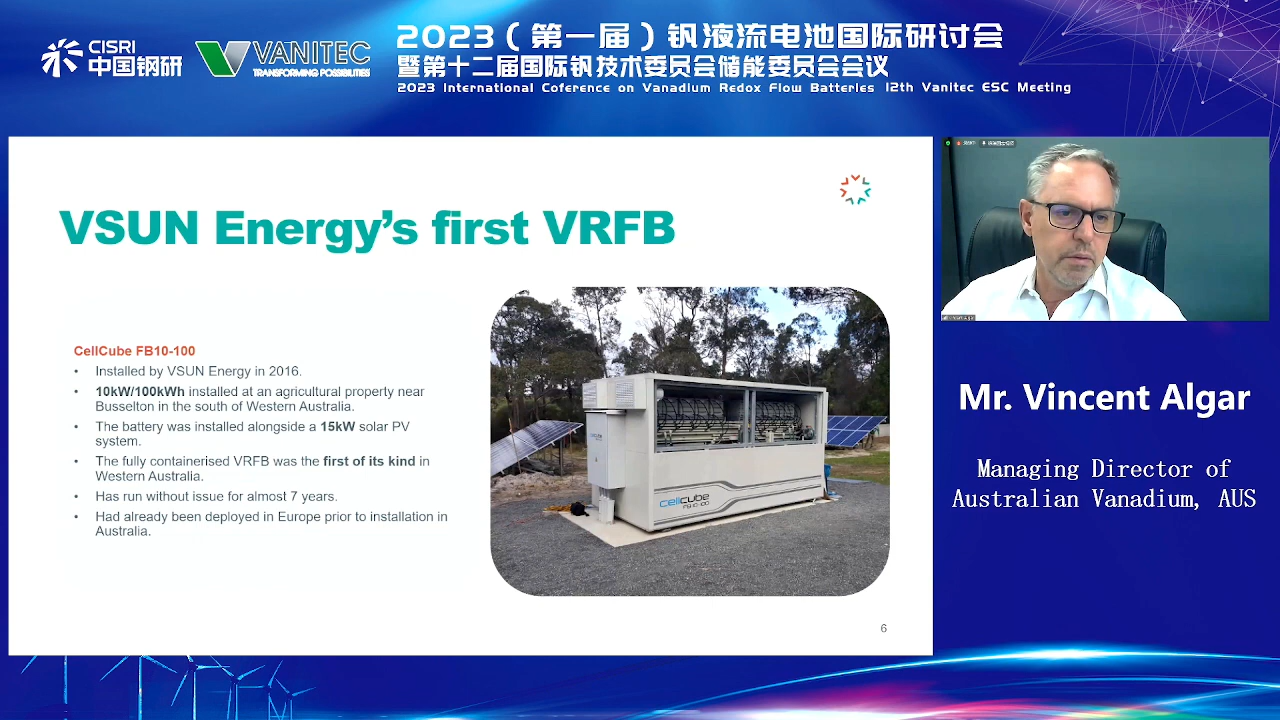 CISRI
中国钢研
VANITEC
TRANSFORMING POSSIBILITIES
2023（第一届）钒液流电池国际研讨会
暨第十二届国际钒技术委员会储能委员会会议
2023 International Coference on Vanadium Redox Flow Batteries 12th Vanitec ESC Meeting
VSUN Energy’s first VRFB
CellCube FB10-100
• Installed by VSUN Energy in 2016.
• 10kW/100kWh installed at an agricultural property near
Busselton in the south of Western Australia.
• The battery was installed alongside a 15kW solar PV
system.
• The fully containerised VRFB was the first of its kind in
Western Australia.
• Has run without issue for almost 7 years.
• Had already been deployed in Europe prior to installation in
Australia.
cellcube
FB 10-100
6
Mr. Vincent Algar
Managing Director of
Australian Vanadium, AUS